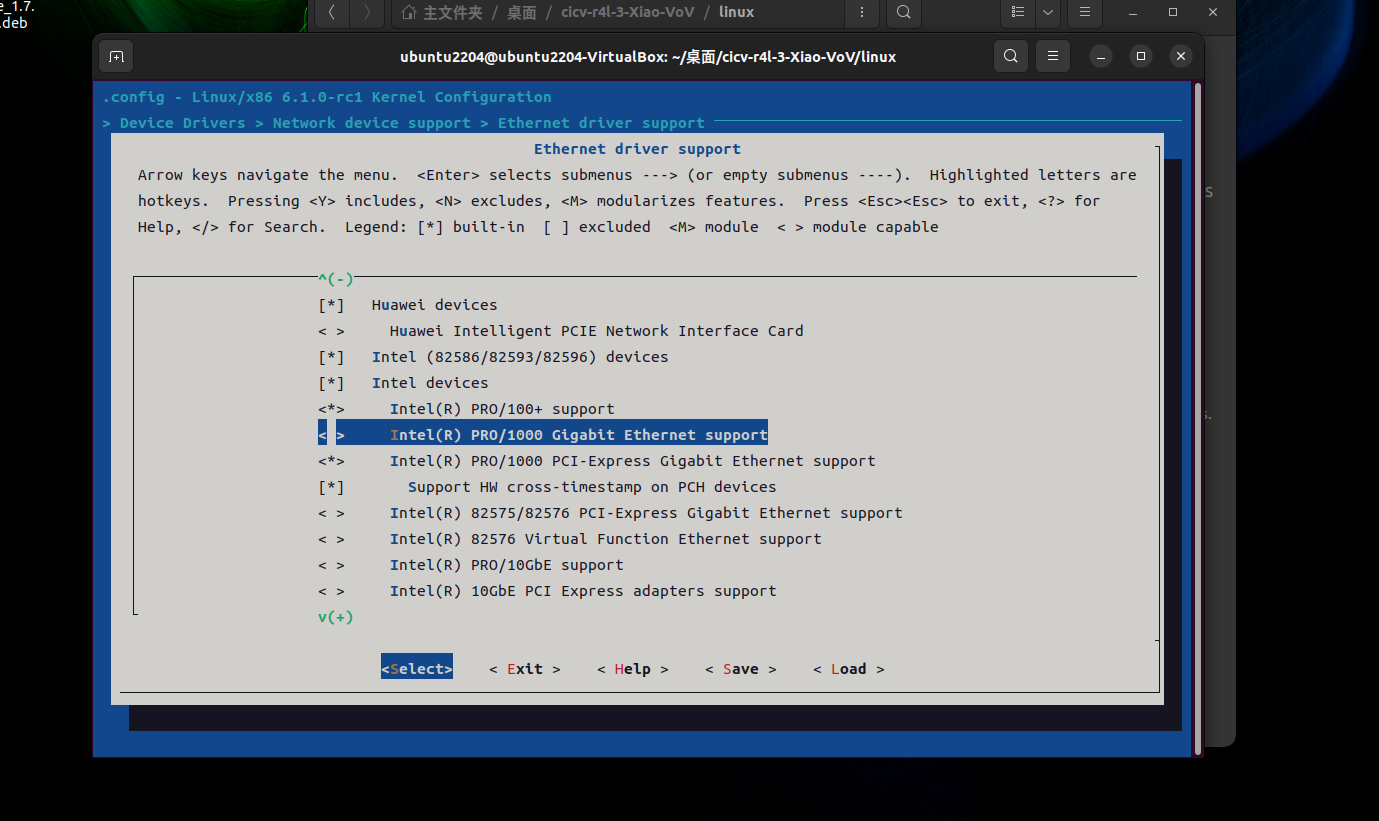 e_1.7.
.deb
主文件夹 / 桌面 / cicv-r4l-3-Xiao-VoV / linux
ubuntu2204@ubuntu2204-VirtualBox: ~/桌面/cicv-r4l-3-Xiao-VoV/linux
.config - Linux/x86 6.1.0-rc1 Kernel Configuration
> Device Drivers > Network device support > Ethernet driver support
Ethernet driver support
Arrow keys navigate the menu.  <Enter> selects submenus ---> (or empty submenus ----).  Highlighted letters are
hotkeys.  Pressing <Y> includes, <N> excludes, <M> modularizes features.  Press <Esc><Esc> to exit, <?> for
Help, </> for Search.  Legend: [*] built-in  [ ] excluded  <M> module  < > module capable
^(-)
[*]   Huawei devices
< >     Huawei Intelligent PCIE Network Interface Card
[*]   Intel (82586/82593/82596) devices
[*]   Intel devices
<*>     Intel(R) PRO/100+ support
< >     Intel(R) PRO/1000 Gigabit Ethernet support
<*>     Intel(R) PRO/1000 PCI-Express Gigabit Ethernet support
[*]       Support HW cross-timestamp on PCH devices
< >     Intel(R) 82575/82576 PCI-Express Gigabit Ethernet support
< >     Intel(R) 82576 Virtual Function Ethernet support
< >     Intel(R) PRO/10GbE support
< >     Intel(R) 10GbE PCI Express adapters support
v(+)
<Select>    < Exit >    < Help >    < Save >    < Load >